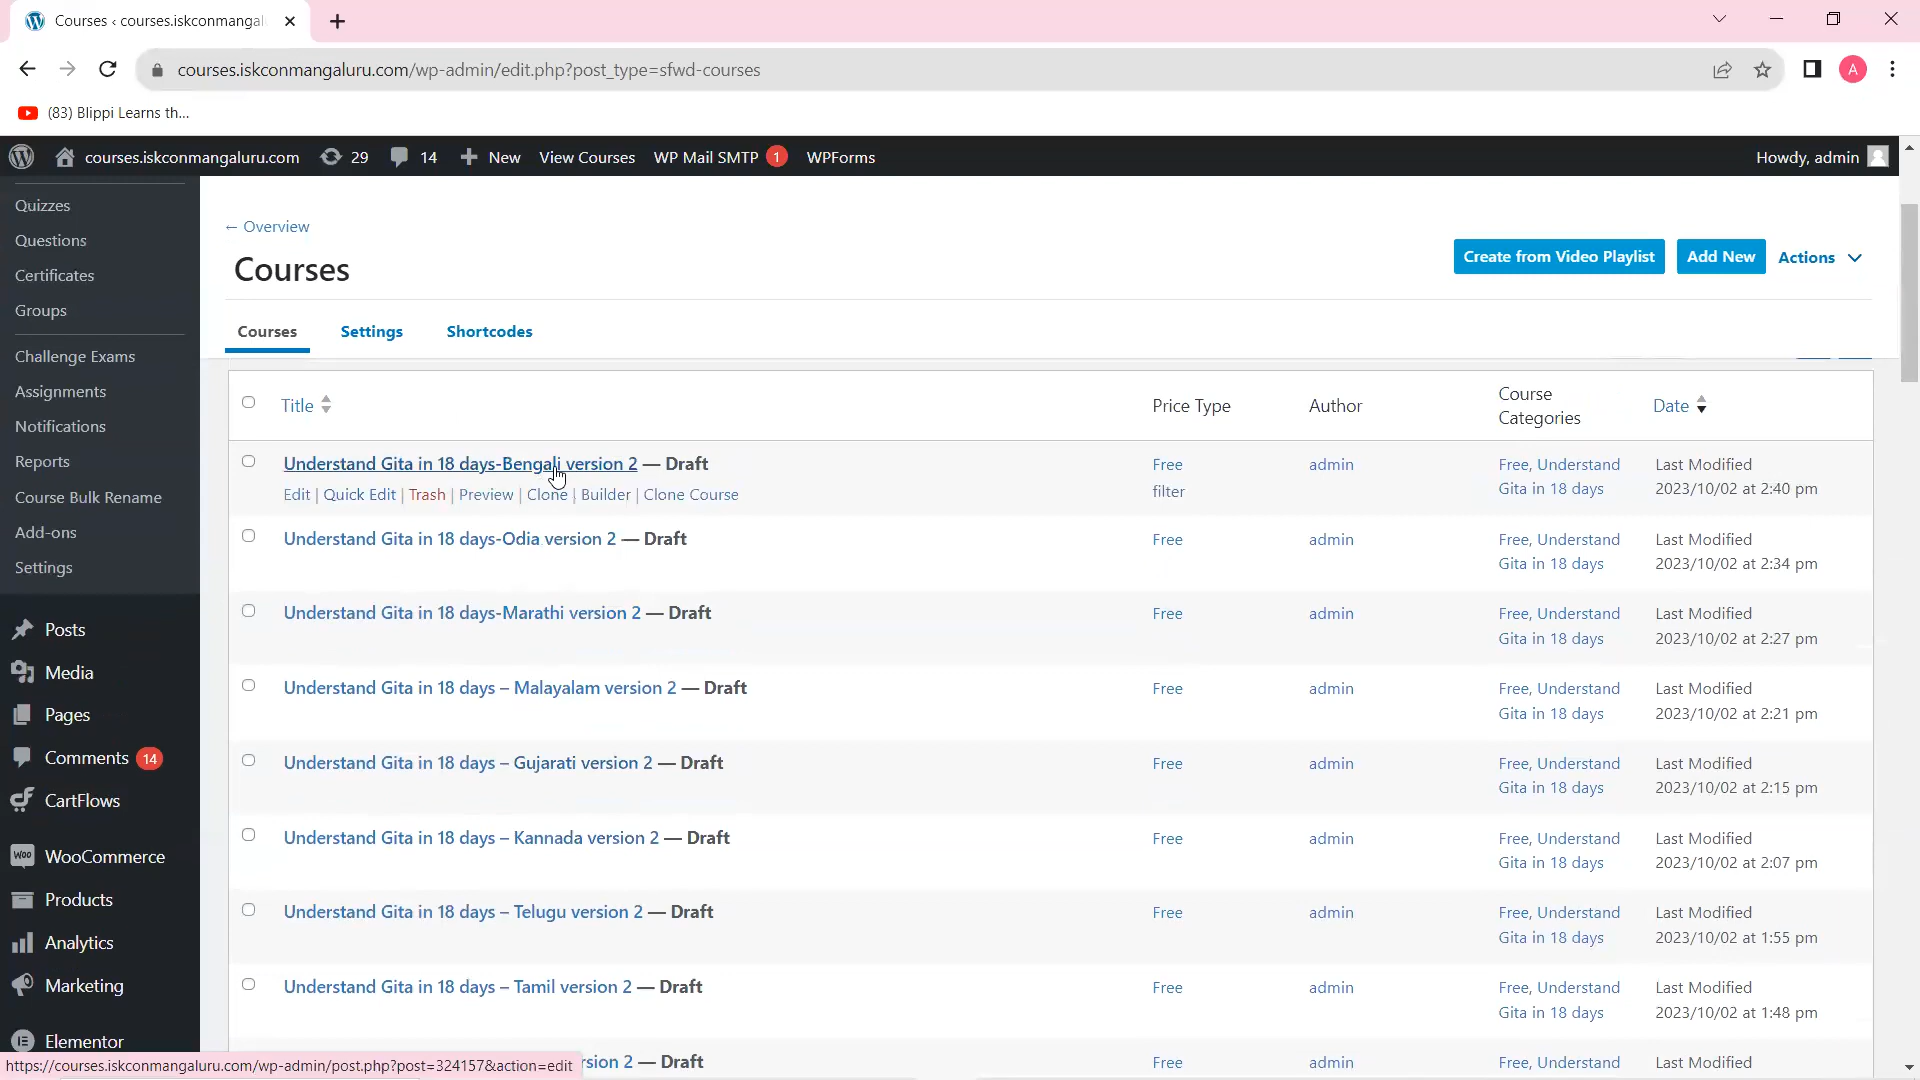 Courses ‹ courses.iskconmangal
courses.iskconmangaluru.com/wp-admin/edit.php?post_type=sfwd-courses
A
(83) Blippi Learns th...
courses.iskconmangaluru.com 29 14 New View Courses WP Mail SMTP 1 WPForms Howdy, admin
Quizzes
Questions
Certificates
Groups
Challenge Exams
Assignments
Notifications
Reports
Course Bulk Rename
Add-ons
Settings
Posts
Media
Pages
Comments 14
CartFlows
Woo WooCommerce
Products
Analytics
Marketing
Elementor
← Overview
Courses
Create from Video Playlist Add New Actions
Courses Settings Shortcodes
Title Price Type Author Course Categories Date
Understand Gita in 18 days-Bengali version 2 — Draft Free admin Free, Understand Last Modified
Edit | Quick Edit | Trash | Preview | Clone | Builder | Clone Course filter Gita in 18 days 2023/10/02 at 2:40 pm
Understand Gita in 18 days-Odia version 2 — Draft Free admin Free, Understand Last Modified
Gita in 18 days 2023/10/02 at 2:34 pm
Understand Gita in 18 days-Marathi version 2 — Draft Free admin Free, Understand Last Modified
Gita in 18 days 2023/10/02 at 2:27 pm
Understand Gita in 18 days – Malayalam version 2 — Draft Free admin Free, Understand Last Modified
Gita in 18 days 2023/10/02 at 2:21 pm
Understand Gita in 18 days – Gujarati version 2 — Draft Free admin Free, Understand Last Modified
Gita in 18 days 2023/10/02 at 2:15 pm
Understand Gita in 18 days – Kannada version 2 — Draft Free admin Free, Understand Last Modified
Gita in 18 days 2023/10/02 at 2:07 pm
Understand Gita in 18 days – Telugu version 2 — Draft Free admin Free, Understand Last Modified
Gita in 18 days 2023/10/02 at 1:55 pm
Understand Gita in 18 days – Tamil version 2 — Draft Free admin Free, Understand Last Modified
Gita in 18 days 2023/10/02 at 1:48 pm
sion 2 — Draft Free admin Free, Understand Last Modified
https://courses.iskconmangaluru.com/wp-admin/post.php?post=324157&action=edit